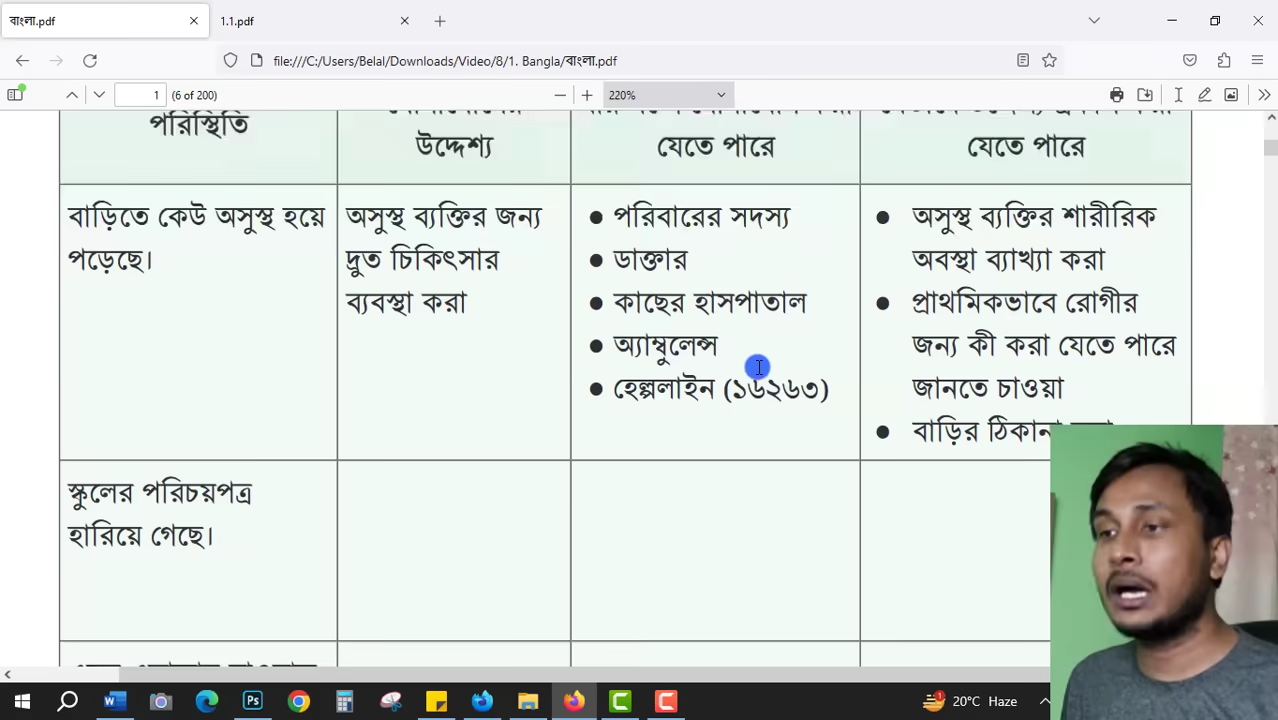 বাংলা.pdf
1.1.pdf
file:///C:/Users/Belal/Downloads/Video/8/1. Bangla/বাংলা.pdf
1 (6 of 200)
220%
পরিস্থিতি
উদ্দেশ্য
যেতে পারে
যেতে পারে
বাড়িতে কেউ অসুস্থ হয়ে
পড়েছে।
অসুস্থ ব্যক্তির জন্য
দ্রুত চিকিৎসার
ব্যবস্থা করা
● পরিবারের সদস্য
● ডাক্তার
● কাছের হাসপাতাল
● অ্যাম্বুলেন্স
● হেল্পলাইন (১৬২৬৩)
● অসুস্থ ব্যক্তির শারীরিক
অবস্থা ব্যাখ্যা করা
● প্রাথমিকভাবে রোগীর
জন্য কী করা যেতে পারে
জানতে চাওয়া
● বাড়ির ঠিকানা
স্কুলের পরিচয়পত্র
হারিয়ে গেছে।
20°C Haze